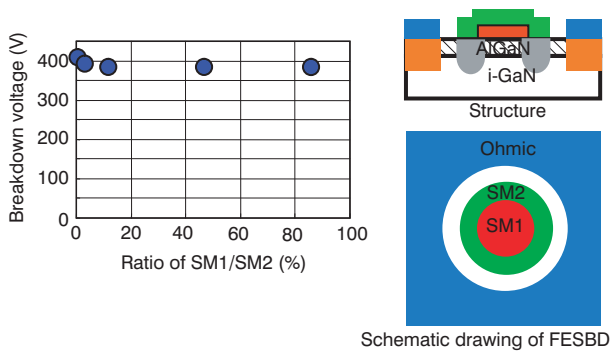 Breakdown voltage (V)
400
300
200
100
0
0 20 40 60 80 100
Ratio of SM1/SM2 (%)
AlGaN
i-GaN
Structure
Ohmic
SM2
SM1
Schematic drawing of FESBD